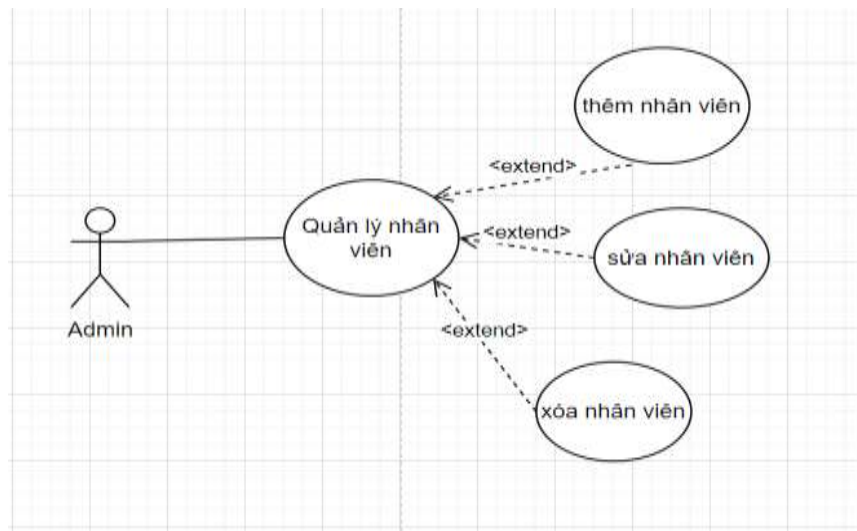 thêm nhân viên
<extend>
Quản lý nhân
viên
<extend>
sửa nhân viên
Admin
<extend>
xóa nhân viên